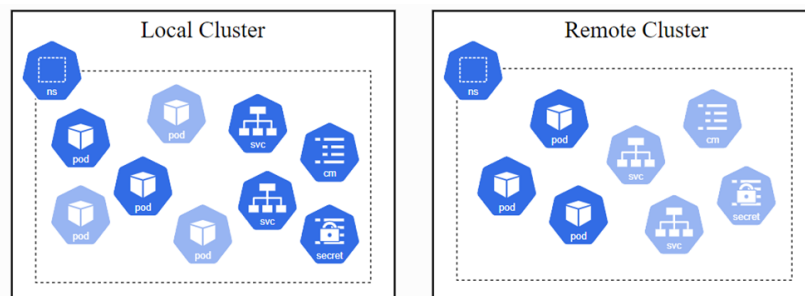 Local Cluster
ns
pod
pod
svc
cm
pod
pod
pod
svc
secret
Remote Cluster
ns
pod
svc
cm
pod
pod
svc
secret